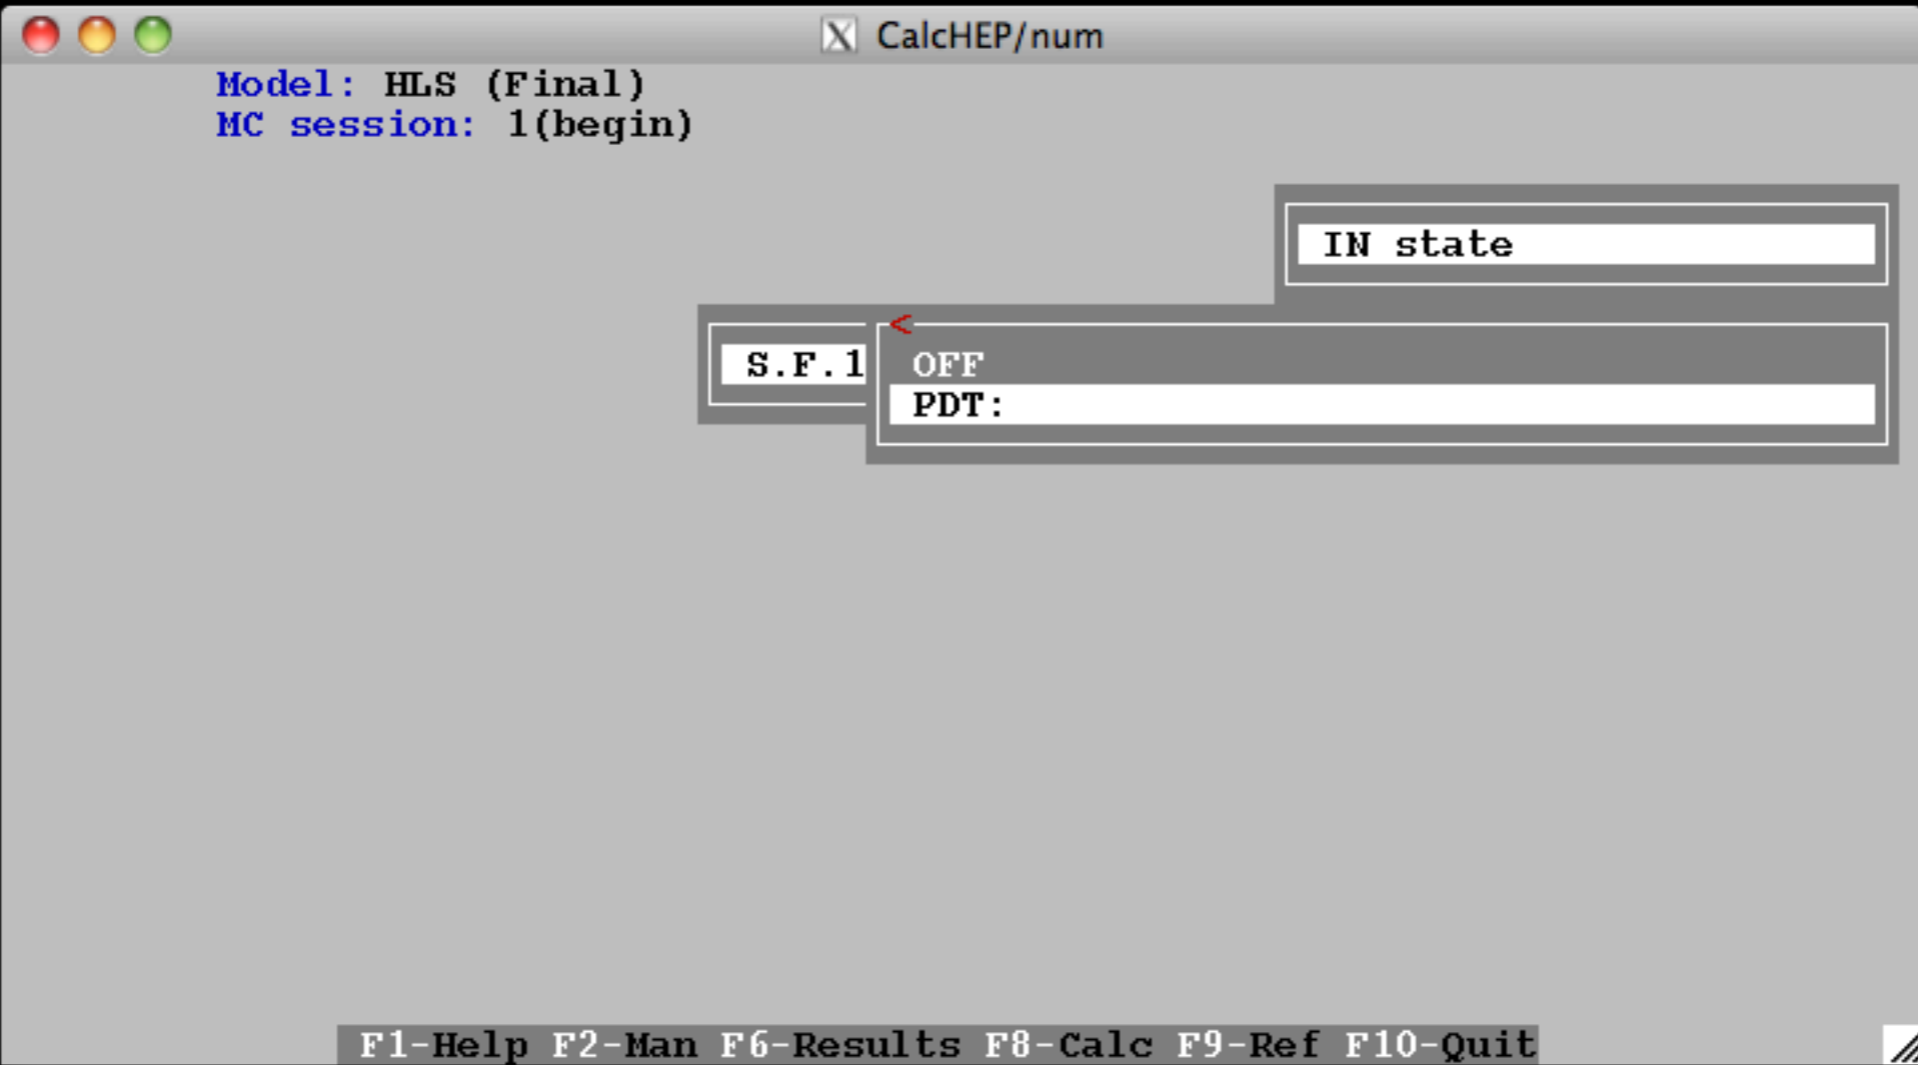 CalcHEP/num
Model: HLS (Final)
MC session: 1(begin)
IN state
<
S.F.1 OFF
PDT:
F1-Help F2-Man F6-Results F8-Calc F9-Ref F10-Quit